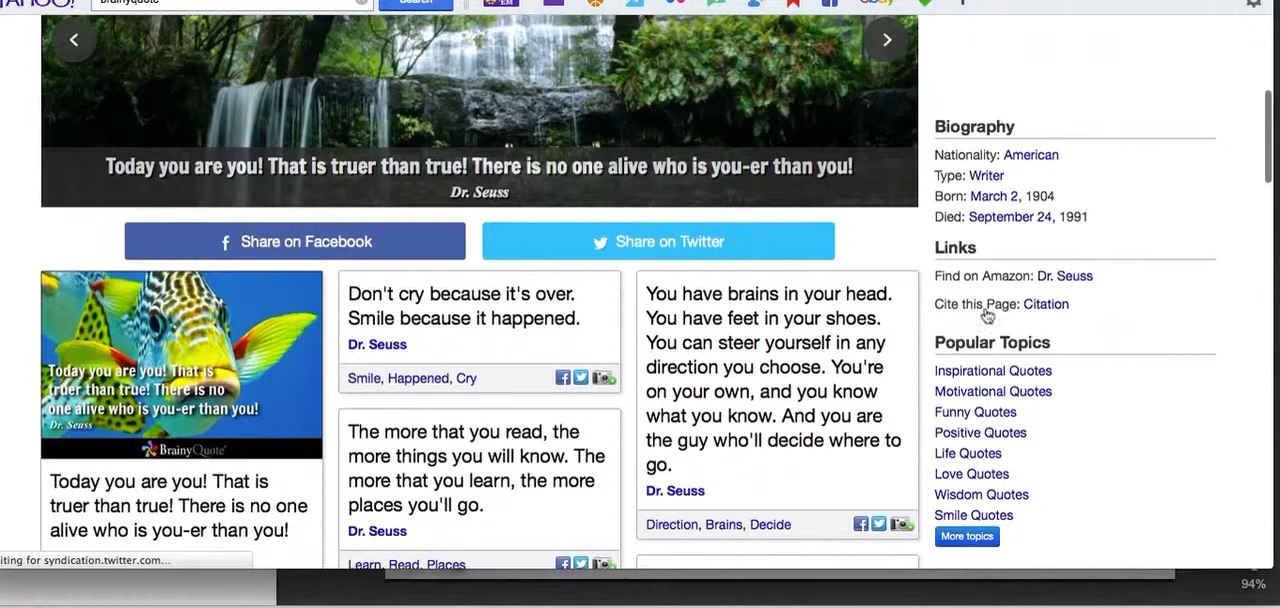 YAHOO!
brainyquote
Search
ebay
Today you are you! That is truer than true! There is no one alive who is you-er than you!
Dr. Seuss
f Share on Facebook
Share on Twitter
Today you are you! That is
truer than true! There is no
one alive who is you-er than you!
Dr. Seuss
BrainyQuote
Today you are you! That is
truer than true! There is no one
alive who is you-er than you!
Don't cry because it's over.
Smile because it happened.
Dr. Seuss
Smile, Happened, Cry
The more that you read, the
more things you will know. The
more that you learn, the more
places you'll go.
Dr. Seuss
Learn, Read, Places
You have brains in your head.
You have feet in your shoes.
You can steer yourself in any
direction you choose. You're
on your own, and you know
what you know. And you are
the guy who'll decide where to
go.
Dr. Seuss
Direction, Brains, Decide
Biography
Nationality: American
Type: Writer
Born: March 2, 1904
Died: September 24, 1991
Links
Find on Amazon: Dr. Seuss
Cite this Page: Citation
Popular Topics
Inspirational Quotes
Motivational Quotes
Funny Quotes
Positive Quotes
Life Quotes
Love Quotes
Wisdom Quotes
Smile Quotes
More topics
iting for syndication.twitter.com...
94%